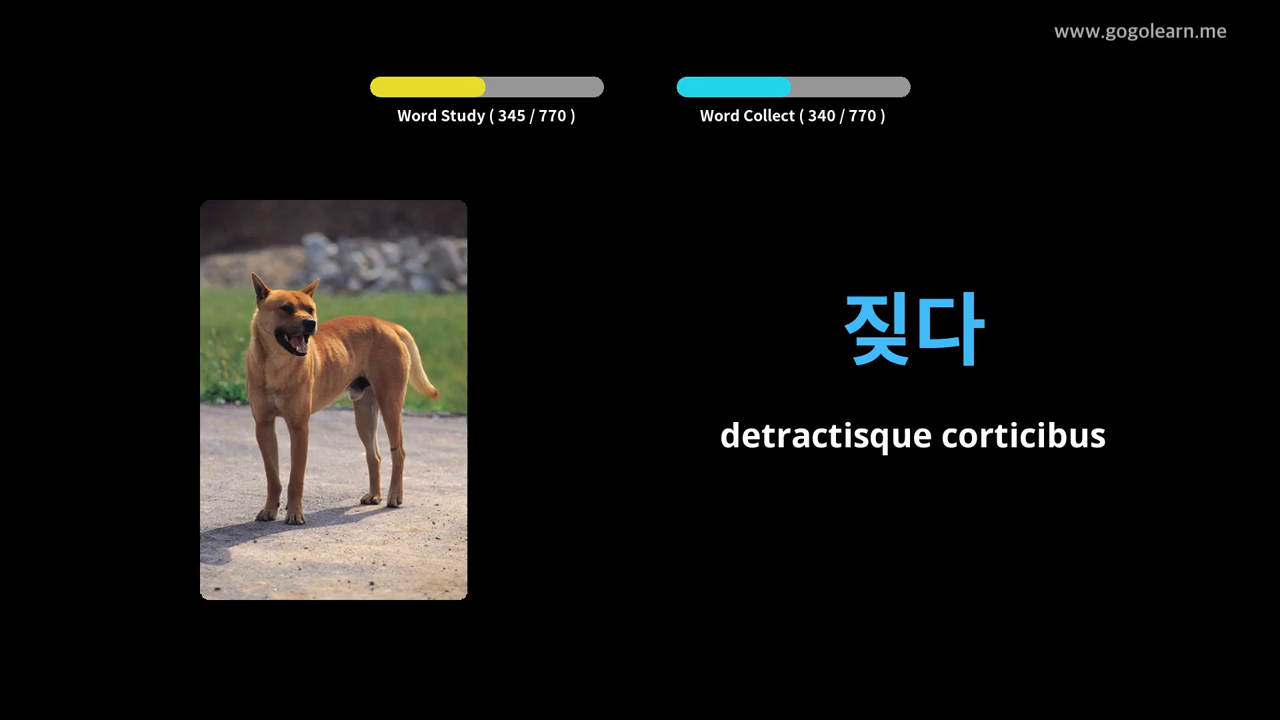 www.gogolearn.me
Word Study ( 345 / 770 )
Word Collect ( 340 / 770 )
짖다
detractisque corticibus